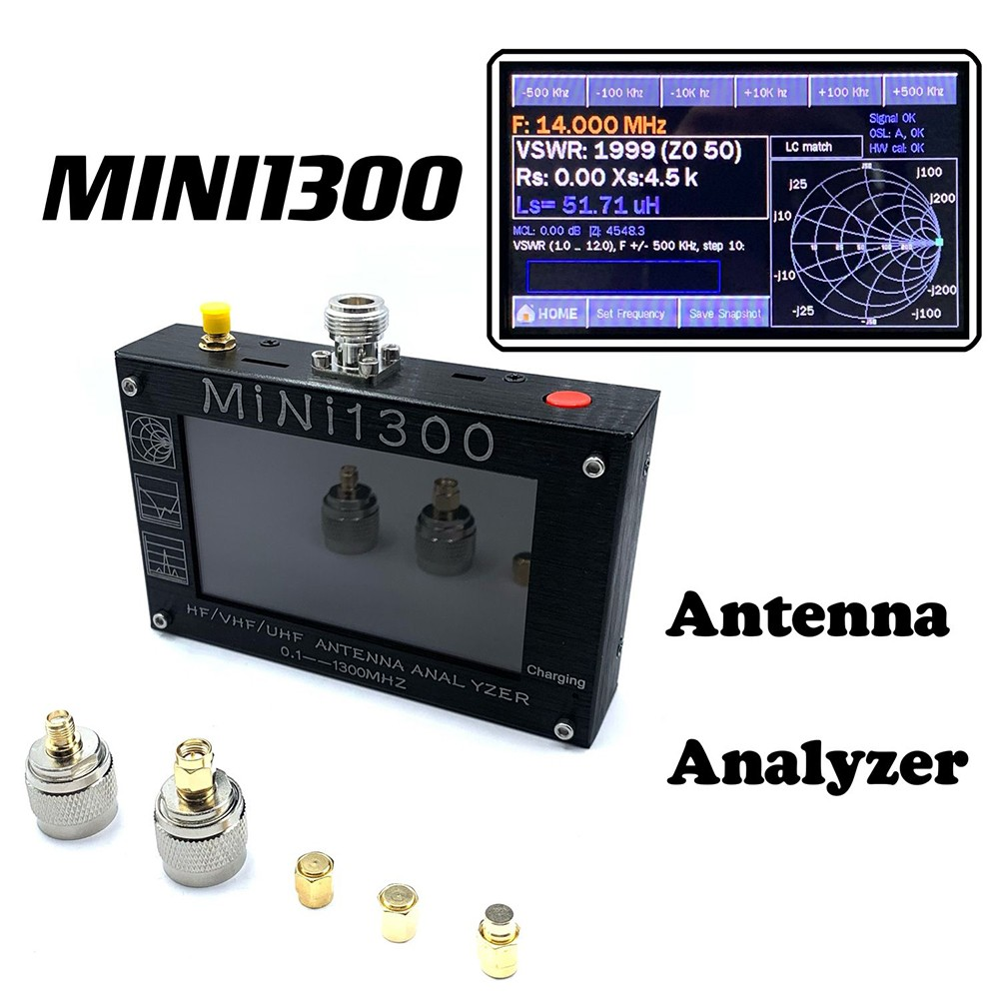 MINI1300
-500 Khz -100 Khz -10K hz +10K hz +100 Khz +500 Khz
F: 14.000 MHz
Signal OK
OSL: A, OK
HW cal: OK
VSWR: 1999 (Z0 50)
LC match
Rs: 0.00 Xs:4.5 k
Ls= 51.71 uH
MCL: 0.00 dB |Z|: 4548.3
VSWR (1.0 .. 12.0), F +/- 500 KHz, step 10:
j25 j50 j100
j10 j200
-j10 -j200
-j25 -j50 -j100
HOME Set Frequency Save Snapshot
MiNi1300
HF/VHF/UHF ANTENNA ANALYZER
0.1——1300MHZ
Charging
Antenna
Analyzer